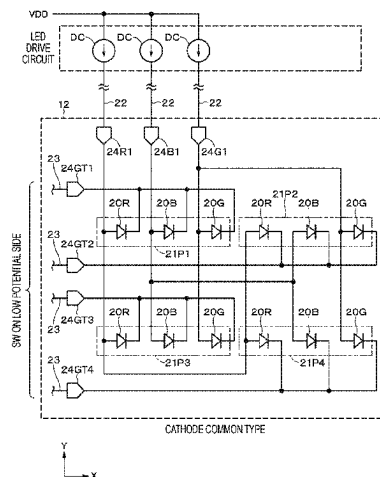 VDD
LED DRIVE CIRCUIT
DC DC DC
22 22 22
12
24R1 24B1 24G1
23 24GT1
21P2
20R 20B 20G 20R 20B 20G
24GT2
21P1
23
SW ON LOW POTENTIAL SIDE
24GT3
23
20R 20B 20G 20R 20B 20G
23
24GT4
21P3 21P4
CATHODE COMMON TYPE
Y
X